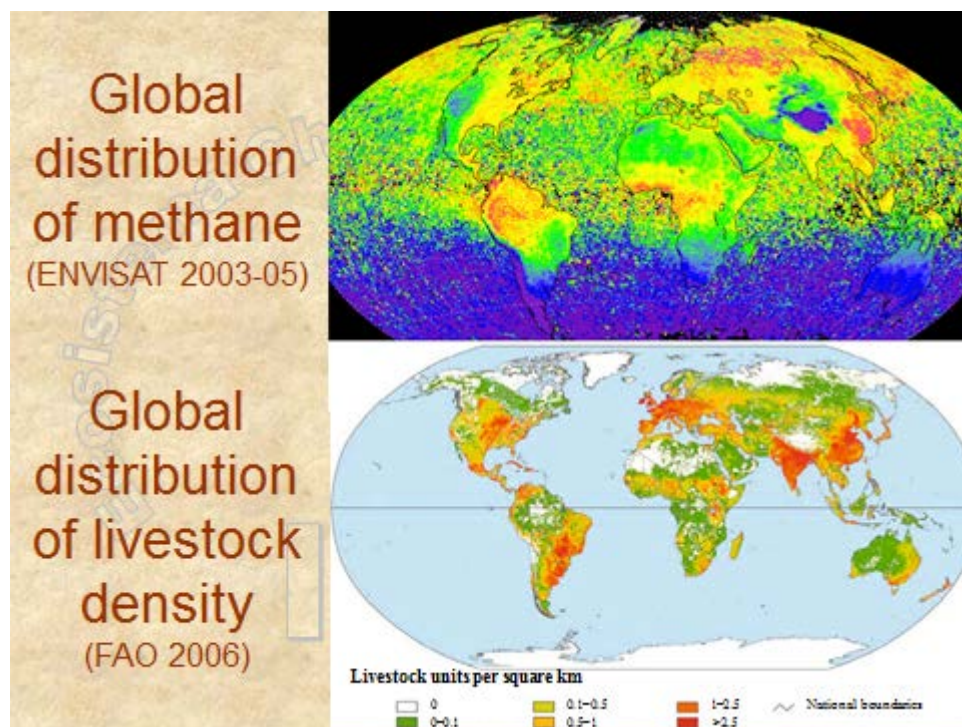 Global
distribution
of methane
(ENVISAT 2003-05)
Global
distribution
of livestock
density
(FAO 2006)
Livestock units per square km
0
0.1–0.5
1–2.5
National boundaries
0–0.1
0.5–1
>2.5